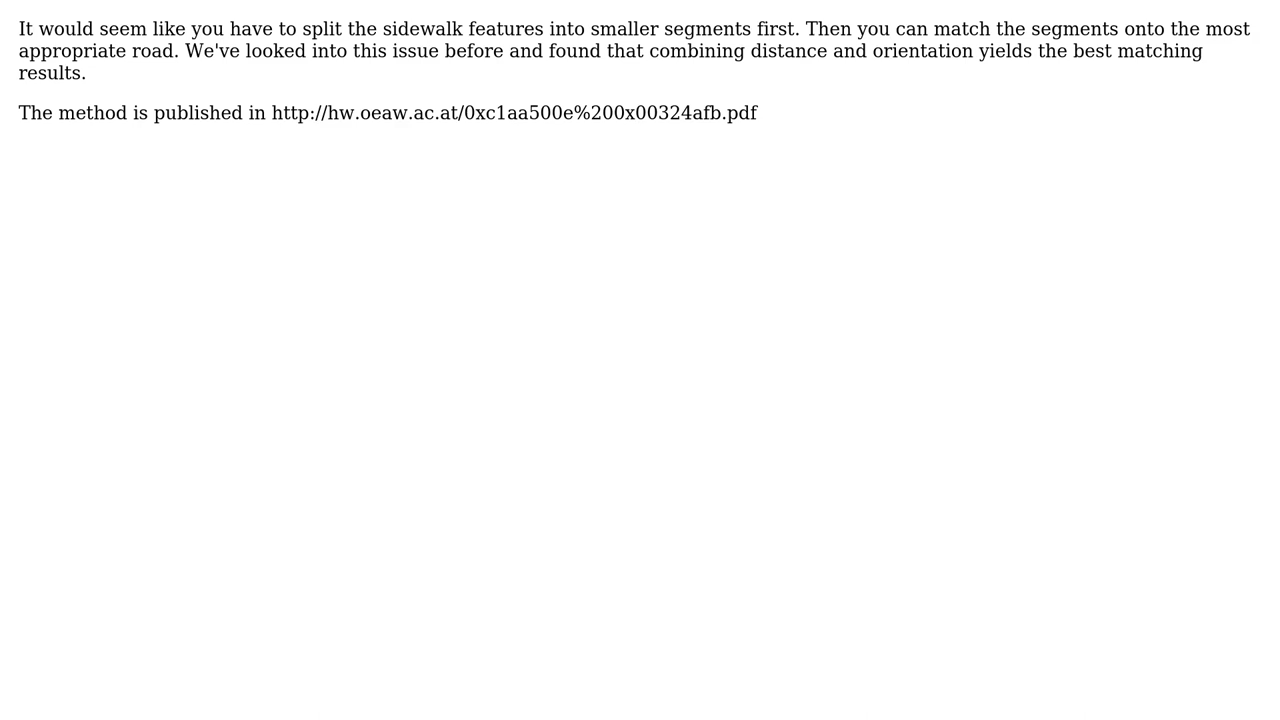 It would seem like you have to split the sidewalk features into smaller segments first. Then you can match the segments onto the most
appropriate road. We've looked into this issue before and found that combining distance and orientation yields the best matching
results.
The method is published in http://hw.oeaw.ac.at/0xc1aa500e%200x00324afb.pdf